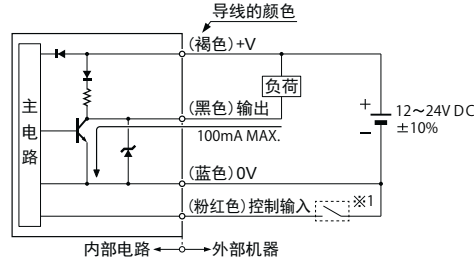 导线的颜色
(褐色)+V
负荷
主电路
(黑色)输出
100mA MAX.
+
12～24V DC
−
±10%
(蓝色)0V
(粉红色)控制输入
※1
内部电路
外部机器